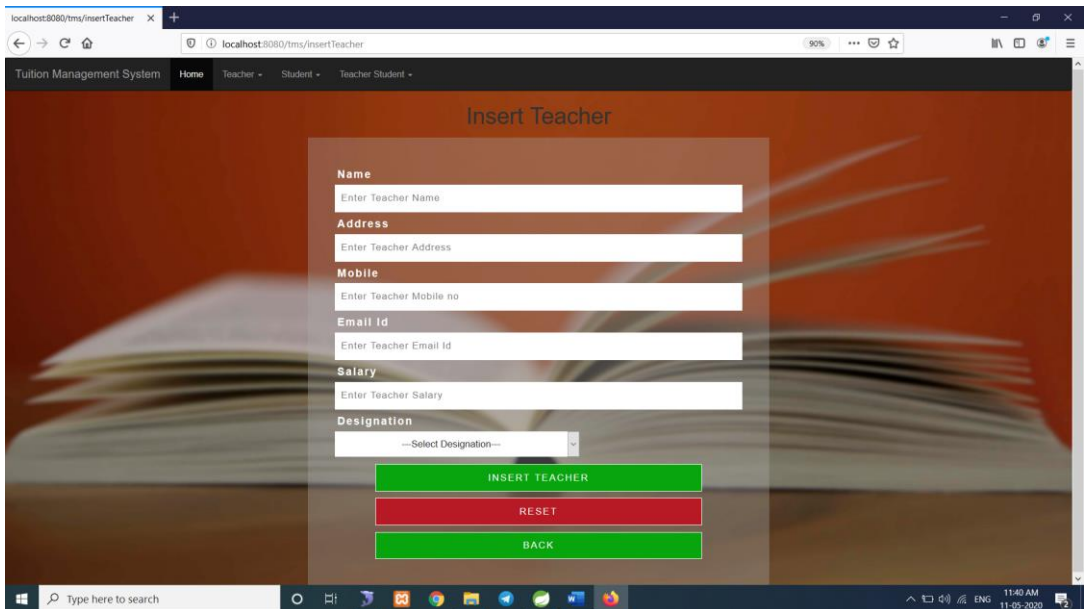 localhost:8080/tms/insertTeacher
localhost:8080/tms/insertTeacher 90%
Tuition Management System Home Teacher Student Teacher Student
Insert Teacher
Name
Enter Teacher Name
Address
Enter Teacher Address
Mobile
Enter Teacher Mobile no
Email Id
Enter Teacher Email Id
Salary
Enter Teacher Salary
Designation
---Select Designation---
INSERT TEACHER
RESET
BACK
Type here to search ENG 11:40 AM
11-05-2020